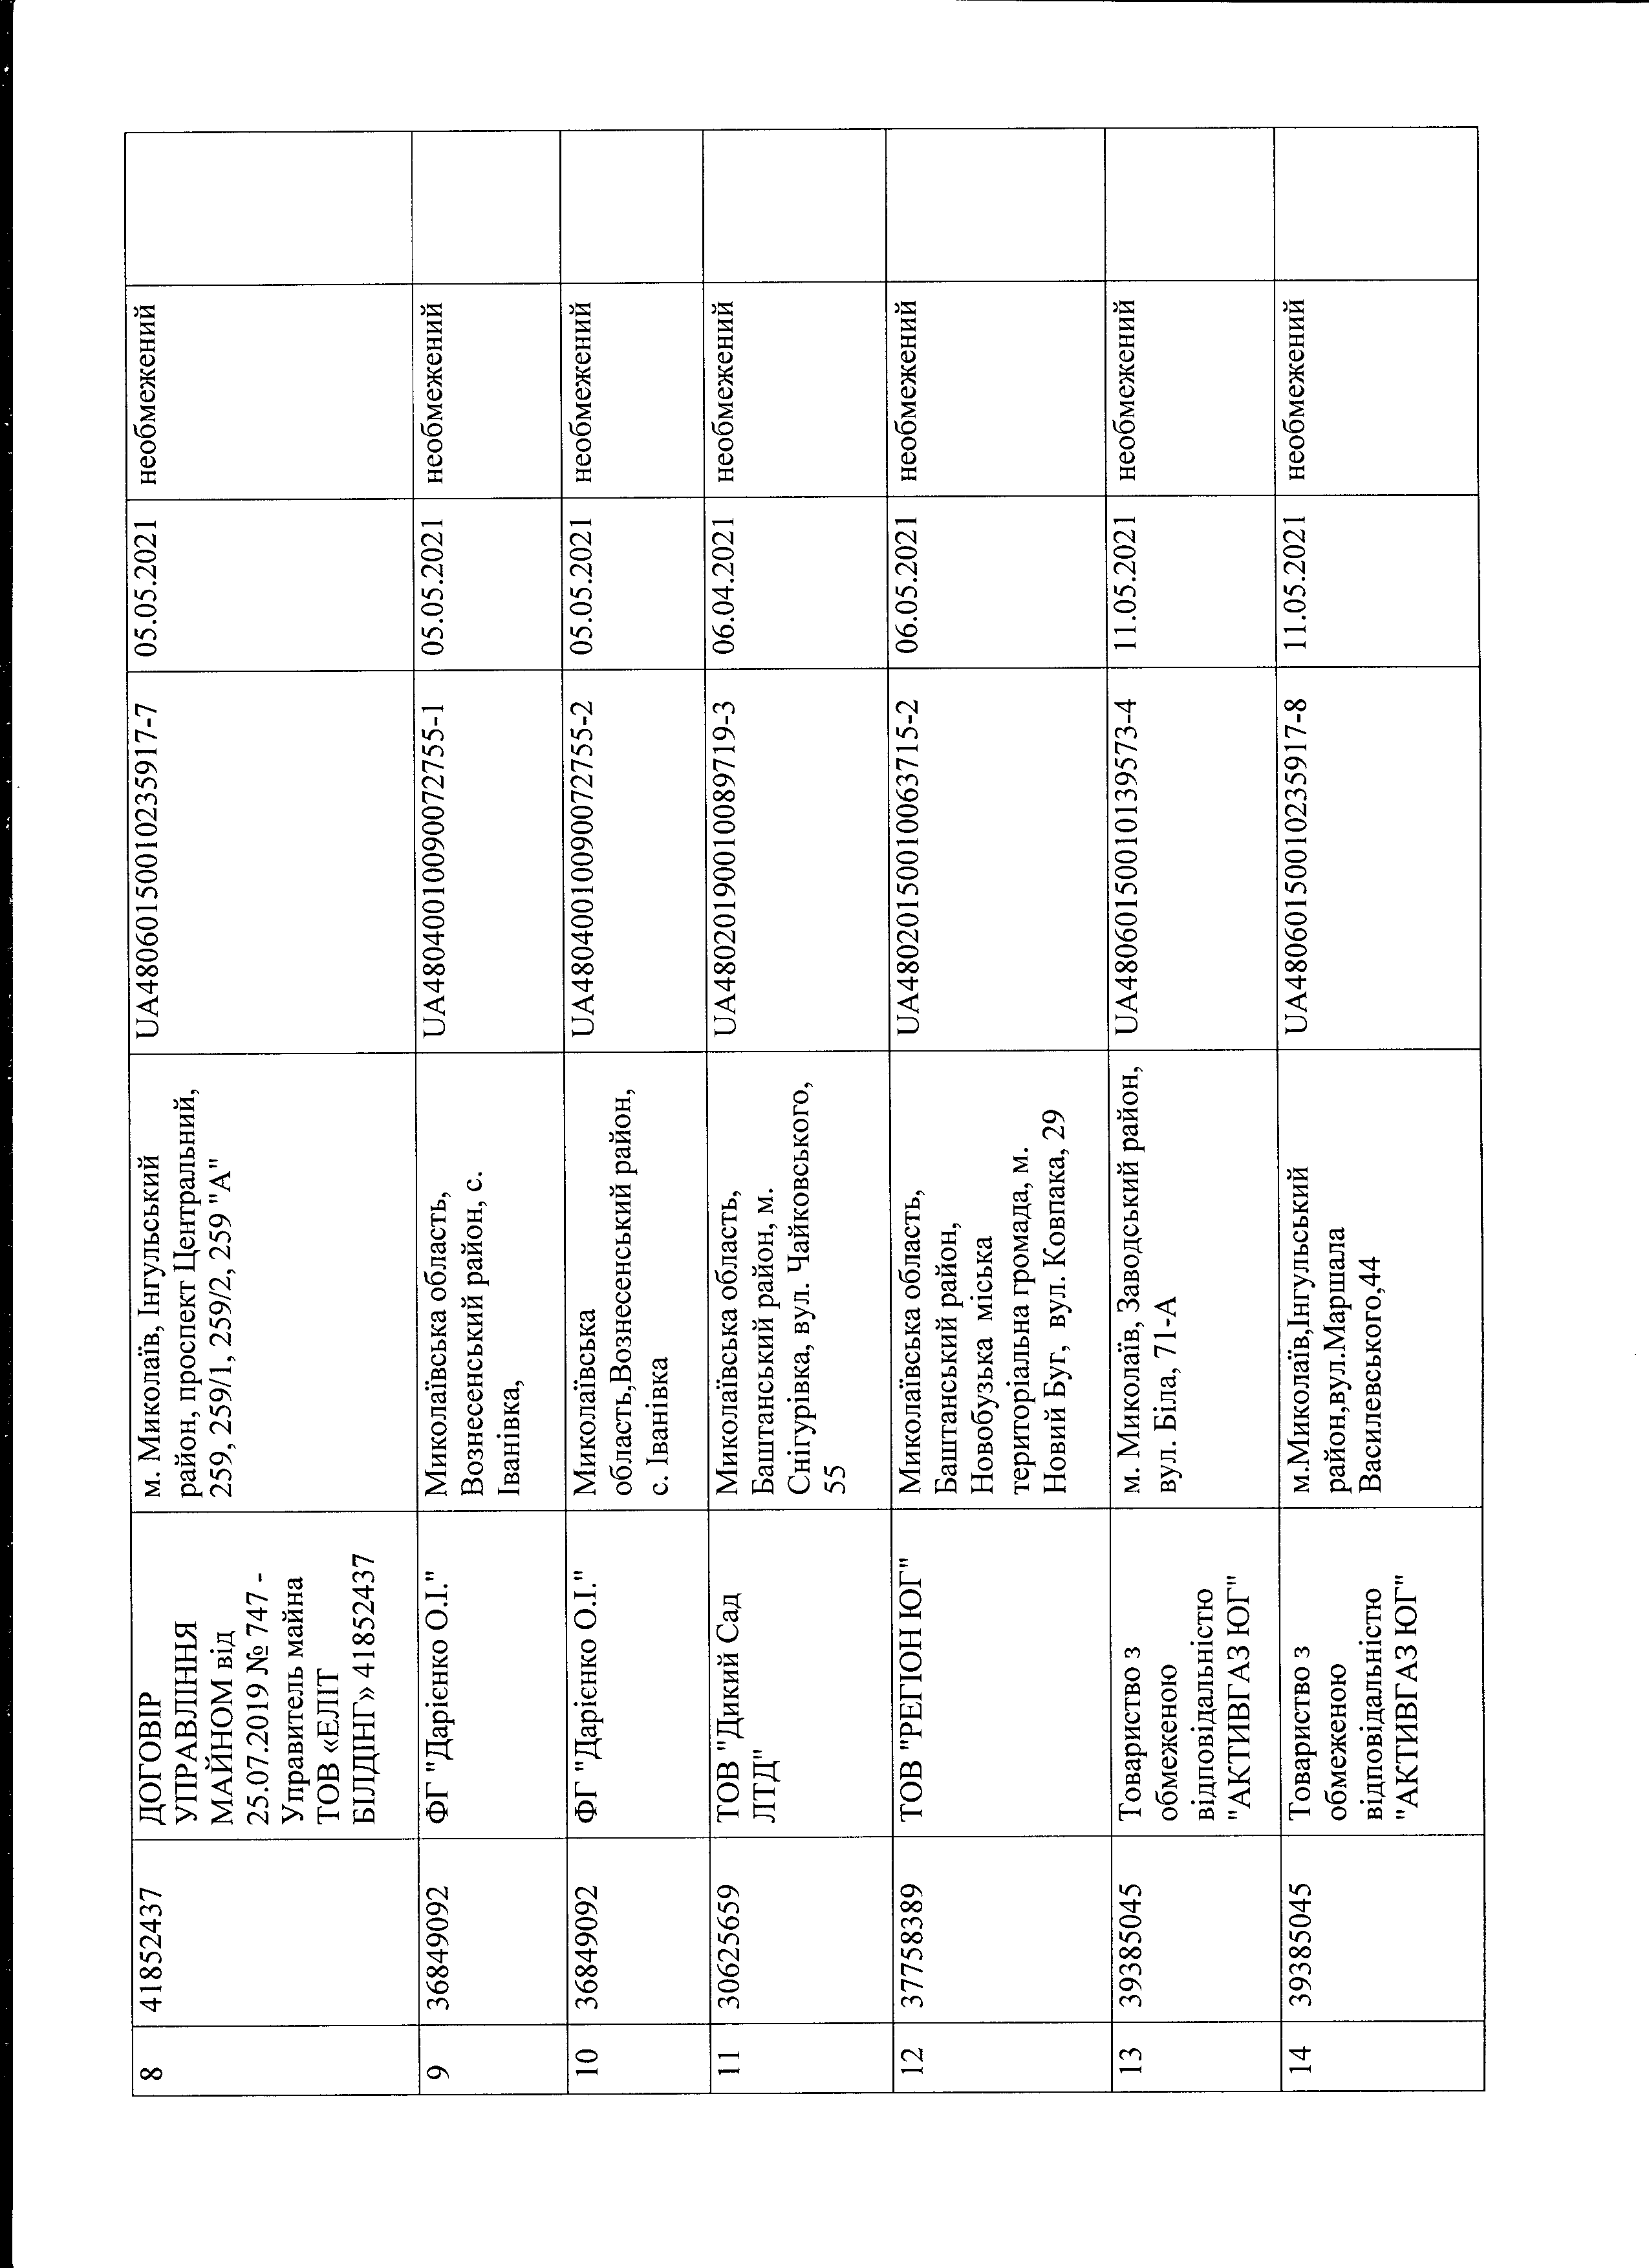 8
41852437
ДОГОВІР
УПРАВЛІННЯ
МАЙНОМ від
25.07.2019 № 747 -
Управитель майна
ТОВ «ЕЛІТ
БІЛДІНГ» 41852437
м. Миколаїв, Інгульський
район, проспект Центральний,
259, 259/1, 259/2, 259 "А"
UA48060150010235917-7
05.05.2021
необмежений
9
36849092
ФГ "Дарієнко О.І."
Миколаївська область,
Вознесенський район, с.
Іванівка,
UA48040010090072755-1
05.05.2021
необмежений
10
36849092
ФГ "Дарієнко О.І."
Миколаївська
область,Вознесенський район,
с. Іванівка
UA48040010090072755-2
05.05.2021
необмежений
11
30625659
ТОВ "Дикий Сад
ЛТД"
Миколаївська область,
Баштанський район, м.
Снігурівка, вул. Чайковського,
55
UA48020190010089719-3
06.04.2021
необмежений
12
37758389
ТОВ "РЕГІОН ЮГ"
Миколаївська область,
Баштанський район,
Новобузька міська
територіальна громада, м.
Новий Буг, вул. Ковпака, 29
UA48020150010063715-2
06.05.2021
необмежений
13
39385045
Товариство з
обмеженою
відповідальністю
"АКТИВГАЗ ЮГ"
м. Миколаїв, Заводський район,
вул. Біла, 71-А
UA48060150010139573-4
11.05.2021
необмежений
14
39385045
Товариство з
обмеженою
відповідальністю
"АКТИВГАЗ ЮГ"
м.Миколаїв,Інгульський
район,вул.Маршала
Василевського,44
UA48060150010235917-8
11.05.2021
необмежений